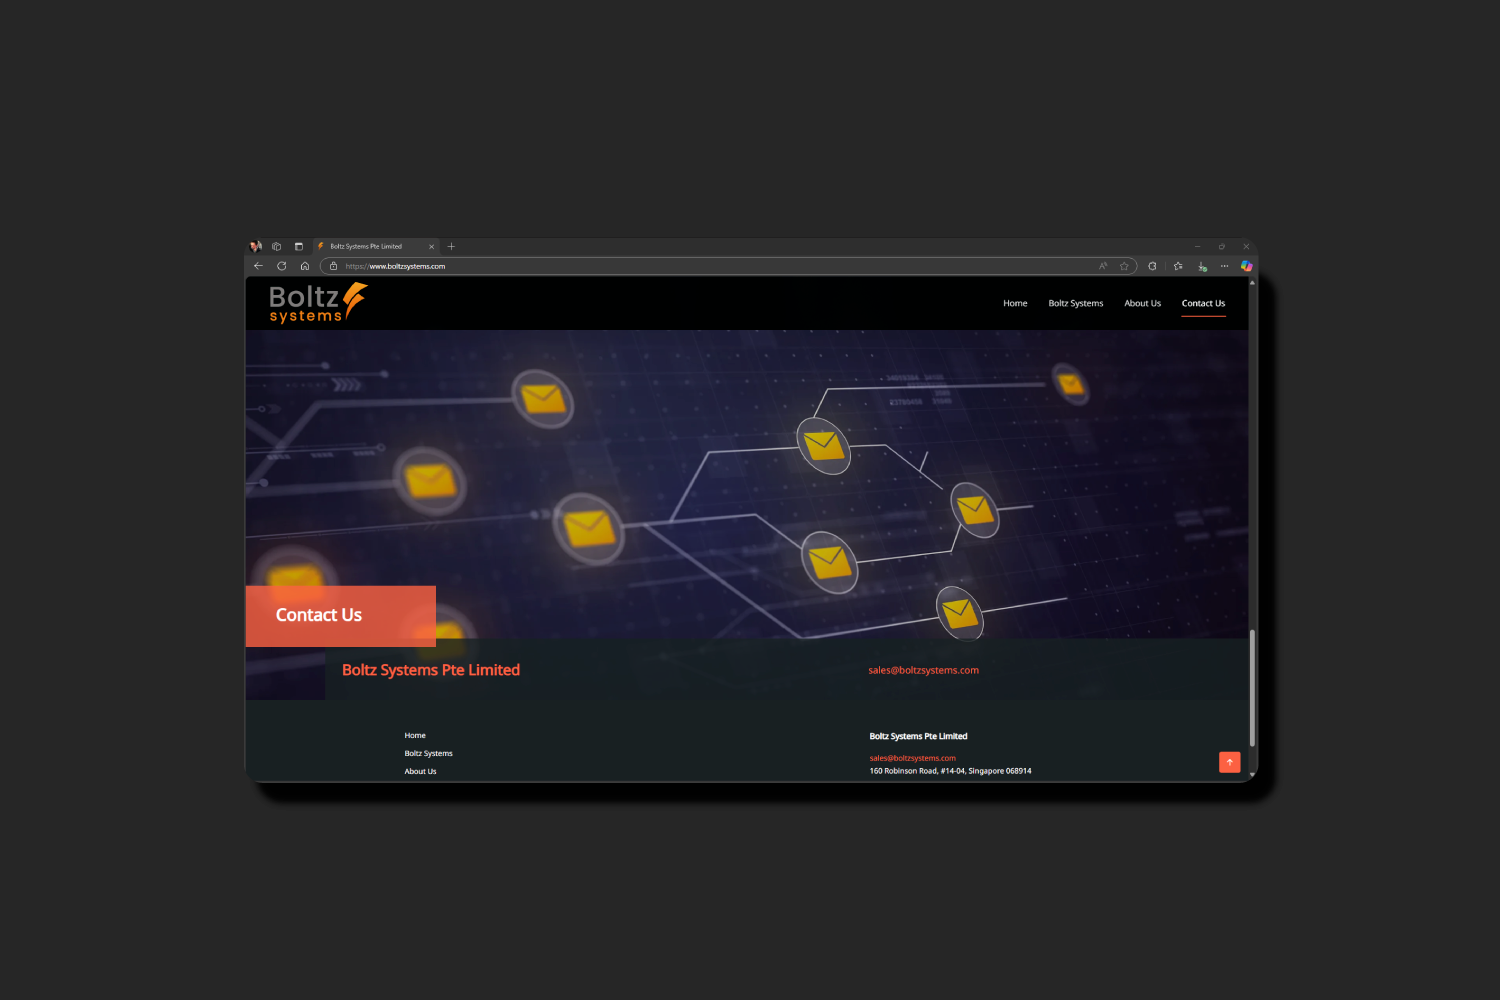 Boltz Systems Pte Limited
https://www.boltzsystems.com
Boltz
systems
Home
Boltz Systems
About Us
Contact Us
Contact Us
Boltz Systems Pte Limited
sales@boltzsystems.com
Home
Boltz Systems
About Us
Boltz Systems Pte Limited
sales@boltzsystems.com
160 Robinson Road, #14-04, Singapore 068914